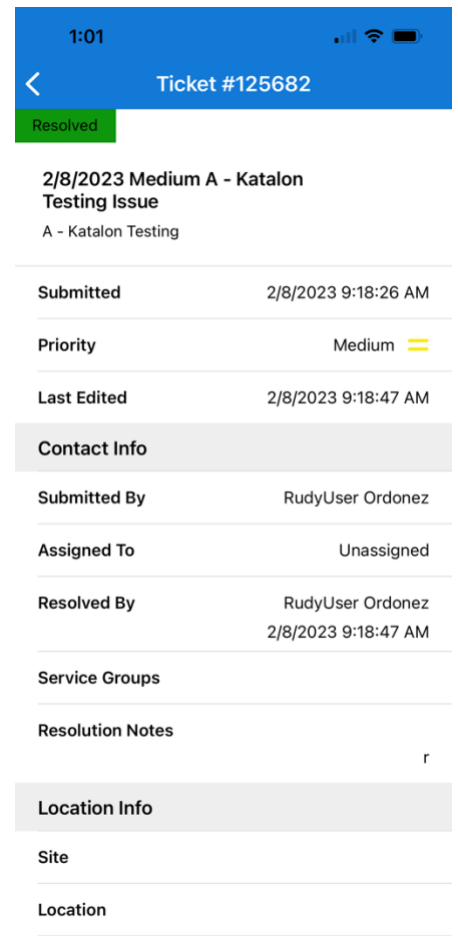 1:01
Ticket #125682
Resolved
2/8/2023 Medium A - Katalon
Testing Issue
A - Katalon Testing
Submitted 2/8/2023 9:18:26 AM
Priority Medium
Last Edited 2/8/2023 9:18:47 AM
Contact Info
Submitted By RudyUser Ordonez
Assigned To Unassigned
Resolved By RudyUser Ordonez
2/8/2023 9:18:47 AM
Service Groups
Resolution Notes
r
Location Info
Site
Location